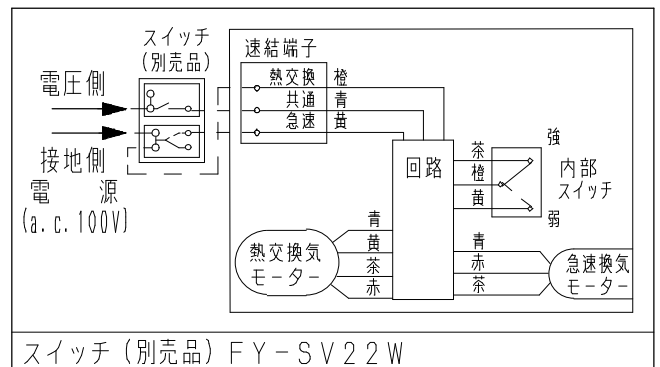 スイッチ
(別売品)
電圧側
接地側
電 源
(a.c.100V)
速結端子
熱交換 橙
共通 青
急速 黄
回路
茶
橙
黄
強
弱
内部
スイッチ
青
黄
茶
赤
熱交換気
モーター
青
赤
茶
急速換気
モーター
スイッチ(別売品)FY-SV22W